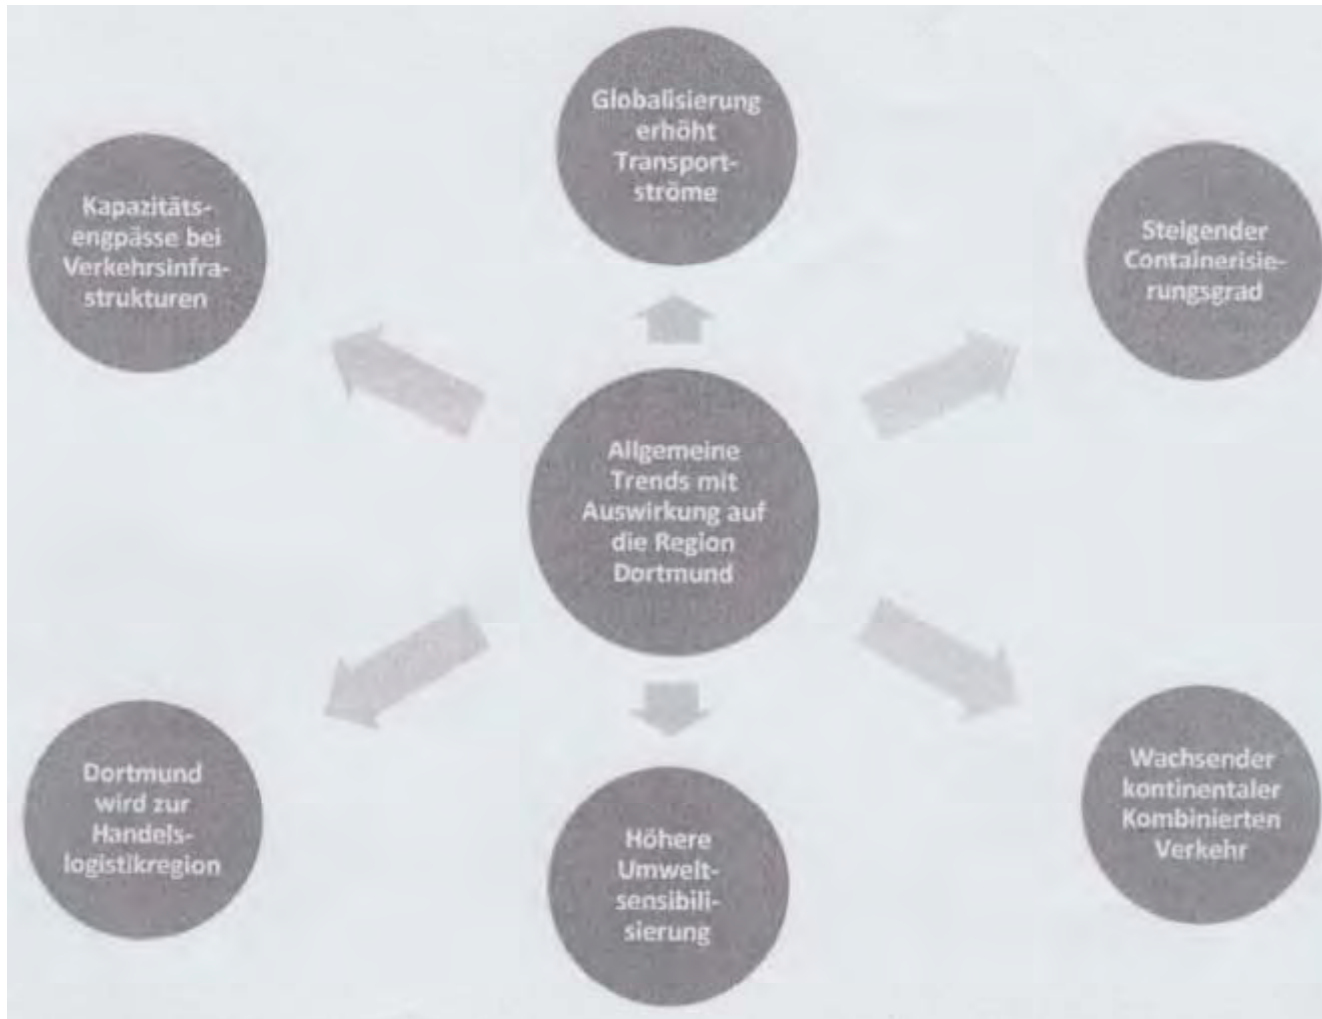 Globalisierung
erhöht
Transport-
ströme
Kapazitäts-
engpässe bei
Verkehrsinfra-
strukturen
Steigender
Containerisie-
rungsgrad
Allgemeine
Trends mit
Auswirkung auf
die Region
Dortmund
Dortmund
wird zur
Handels-
logistikregion
Höhere
Umwelt-
sensibili-
sierung
Wachsender
kontinentaler
Kombinierten
Verkehr